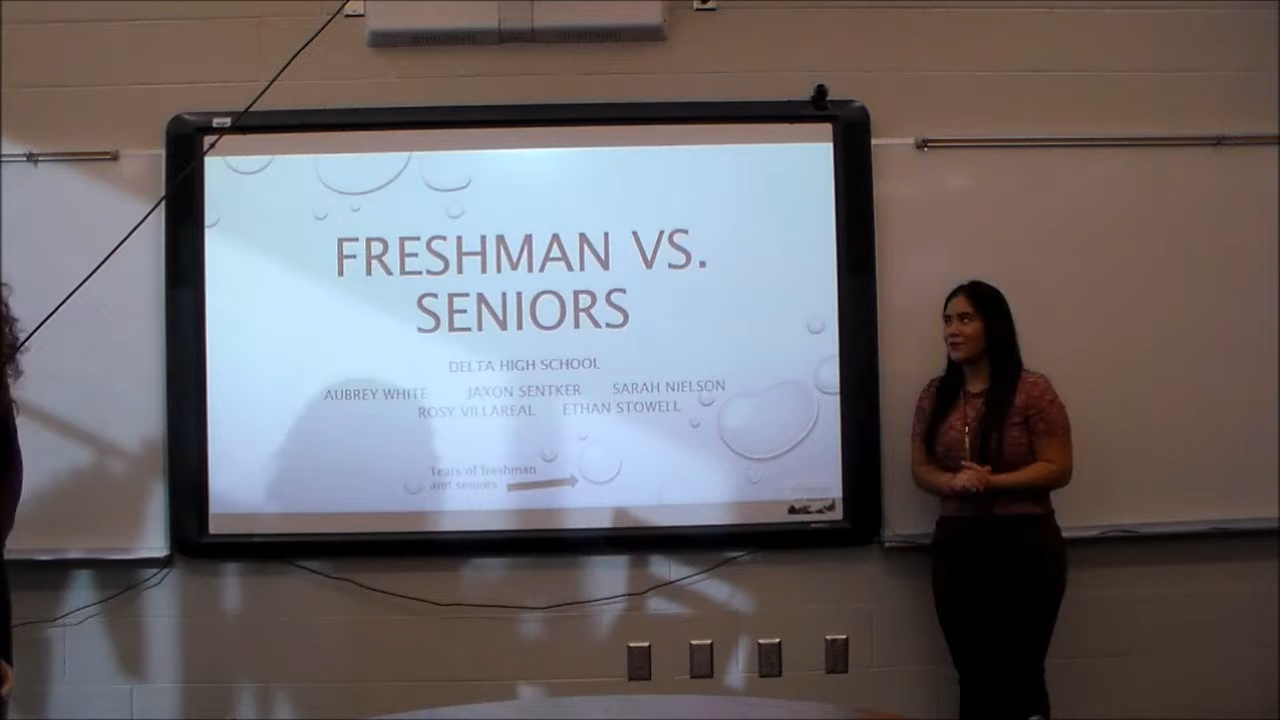 FRESHMAN VS.
SENIORS
DELTA HIGH SCHOOL
AUBREY WHITE JAXON SENTKER SARAH NIELSON
ROSY VILLAREAL ETHAN STOWELL
Tears of freshman
and seniors